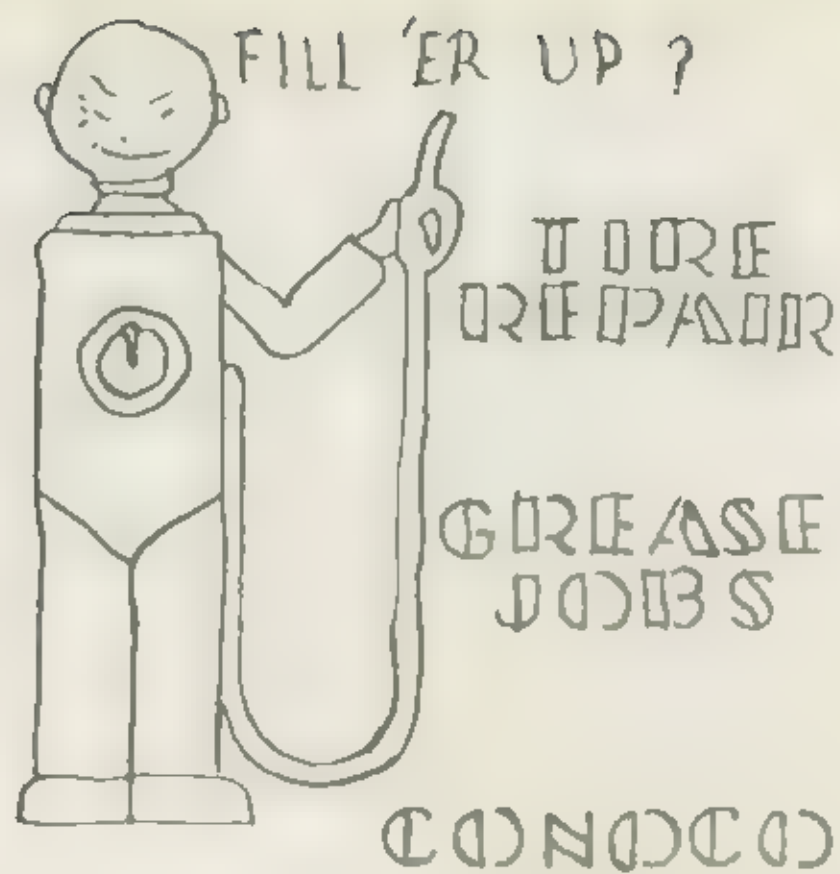 FILL 'ER UP ?
TIRE
REPAIR
GREASE
JOBS
CONOCO